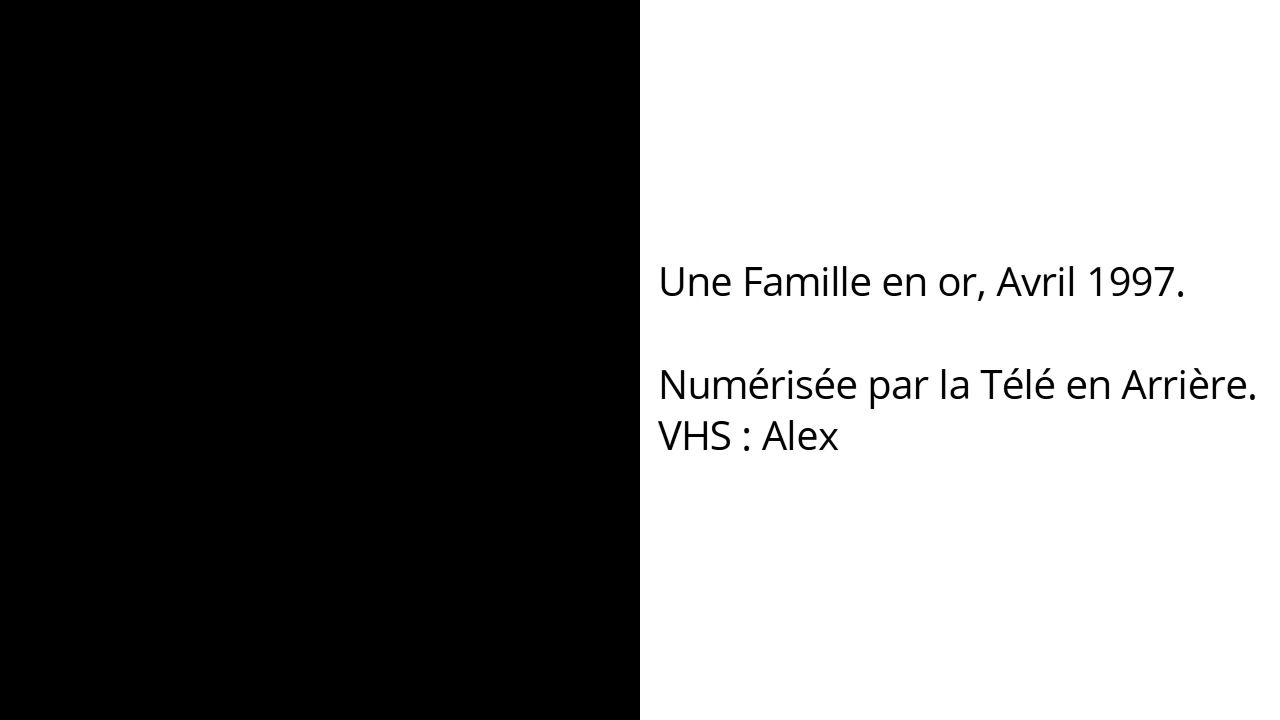 Une Famille en or, Avril 1997.
Numérisée par la Télé en Arrière.
VHS : Alex